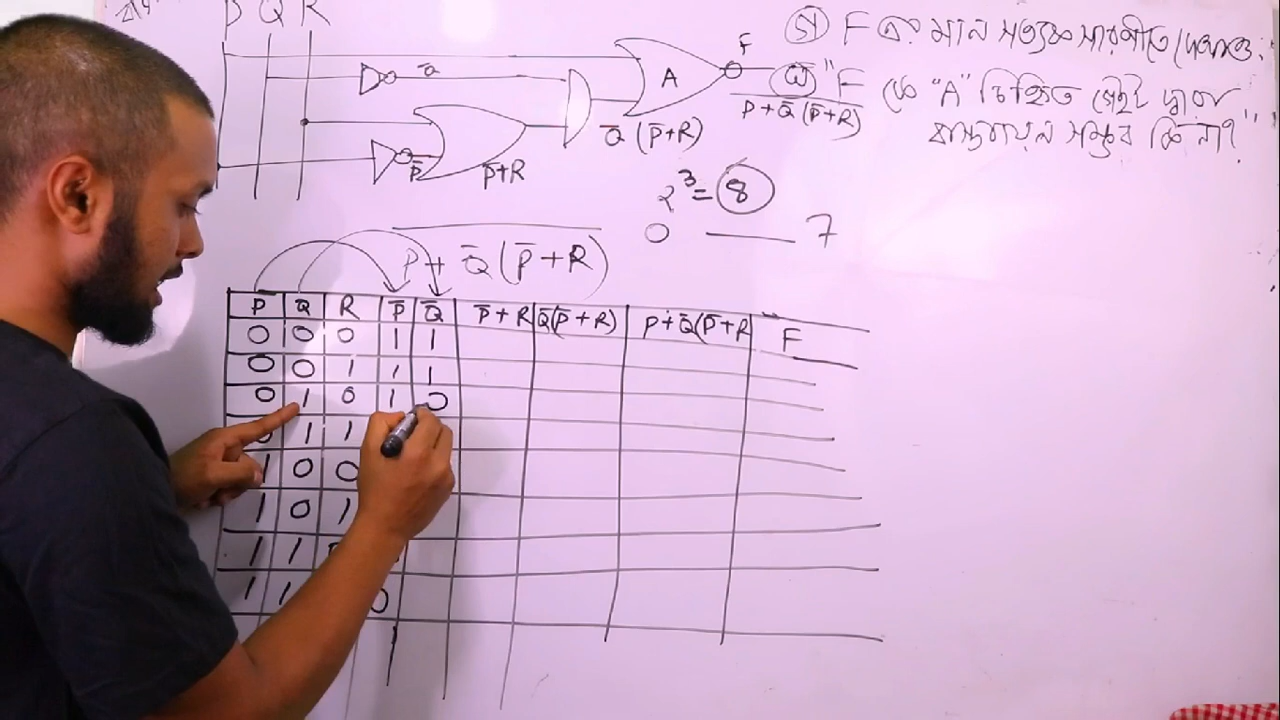 P Q R
F
(গ) F এর মান সত্যক সারণীতে দেখাও।
Q̅
A
(ঘ) "F কে "A" চিহ্নিত গেইট দ্বারা
P+Q̅(P̅+R)
বাস্তবায়ন সম্ভব কি না?"
Q̅(P̅+R)
P̅
P̅+R
2³=8
0 —— 7
P+Q̅(P̅+R)
P Q R P̅ Q̅ P̅+R Q̅(P̅+R) P+Q̅(P̅+R F
0 0 0 1 1
0 0 1 1 1
0 1 0 1 0
0 1 1
1 0 0
1 0 1
1 1
1 1 0